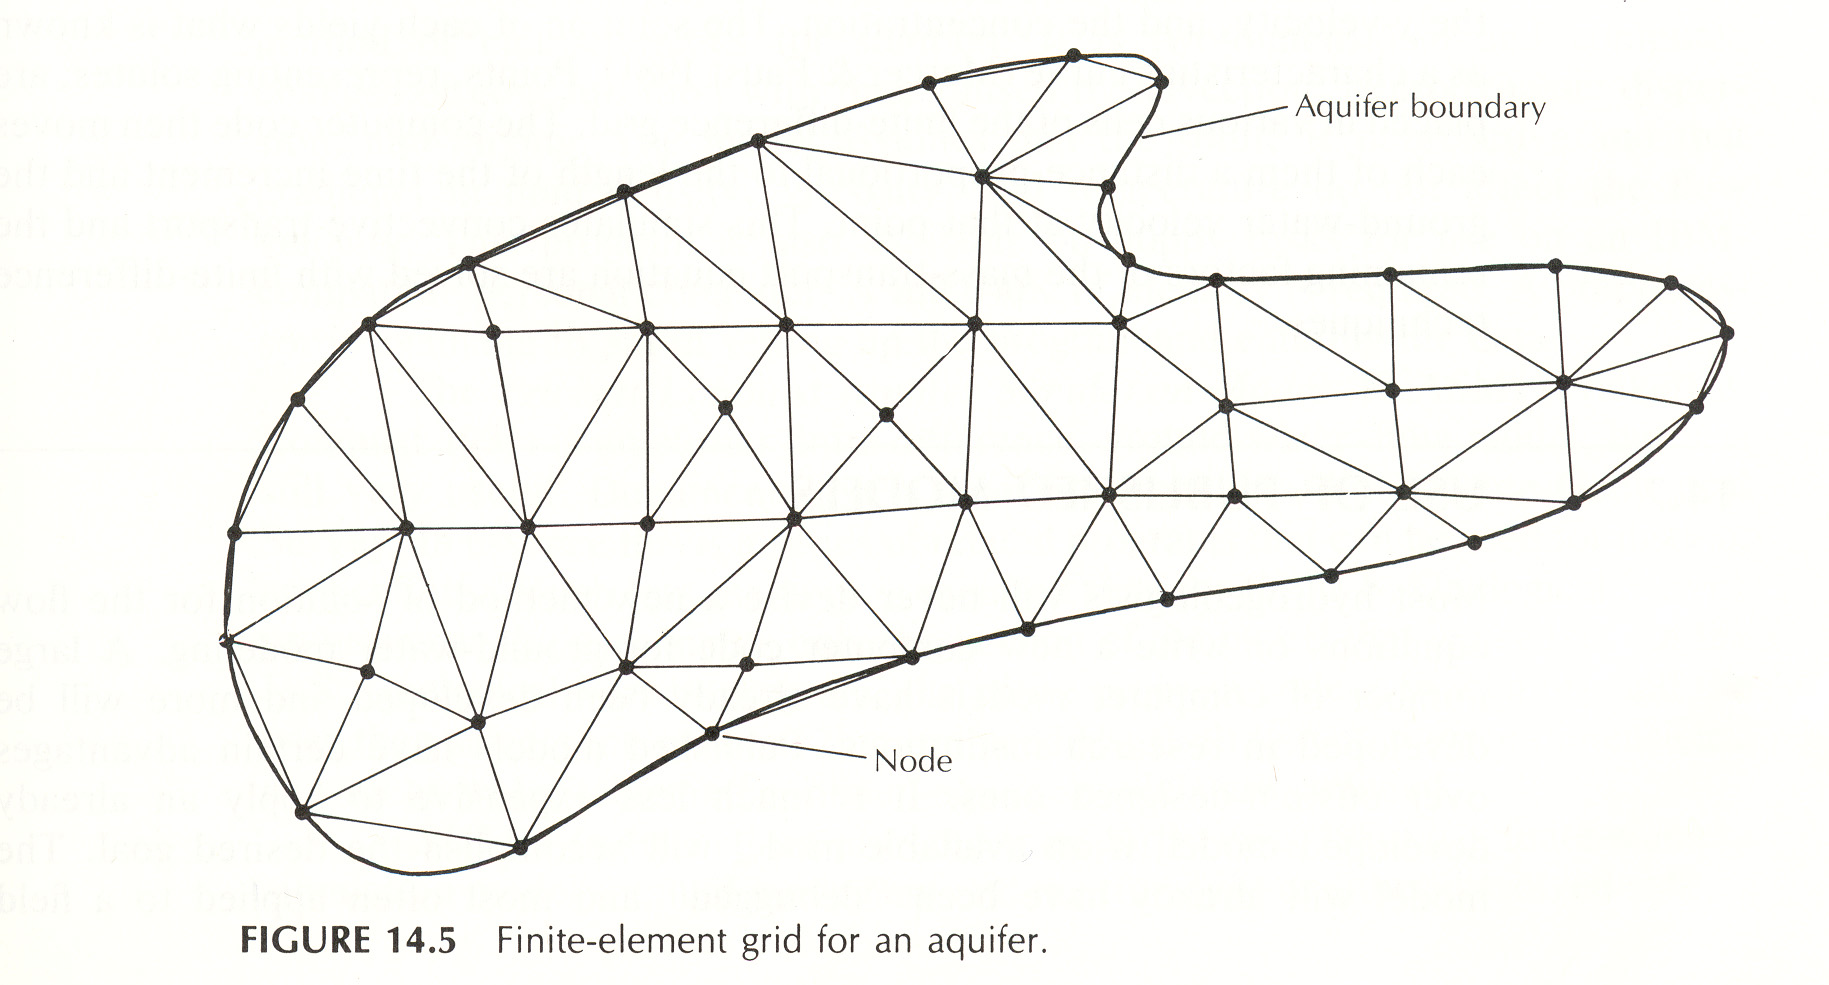 Aquifer boundary
Node
FIGURE 14.5 Finite-element grid for an aquifer.